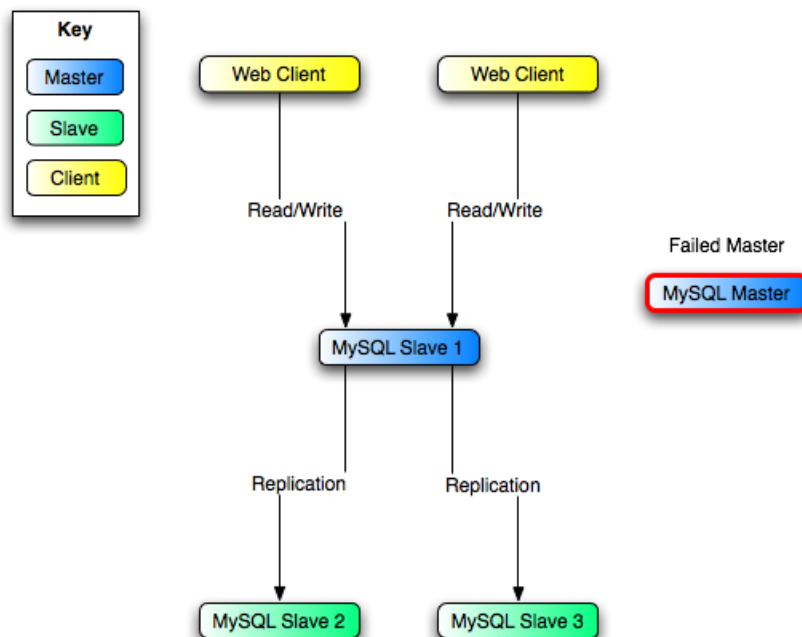 Key
Master
Slave
Client
Web Client
Web Client
Read/Write
Read/Write
Failed Master
MySQL Master
MySQL Slave 1
Replication
Replication
MySQL Slave 2
MySQL Slave 3